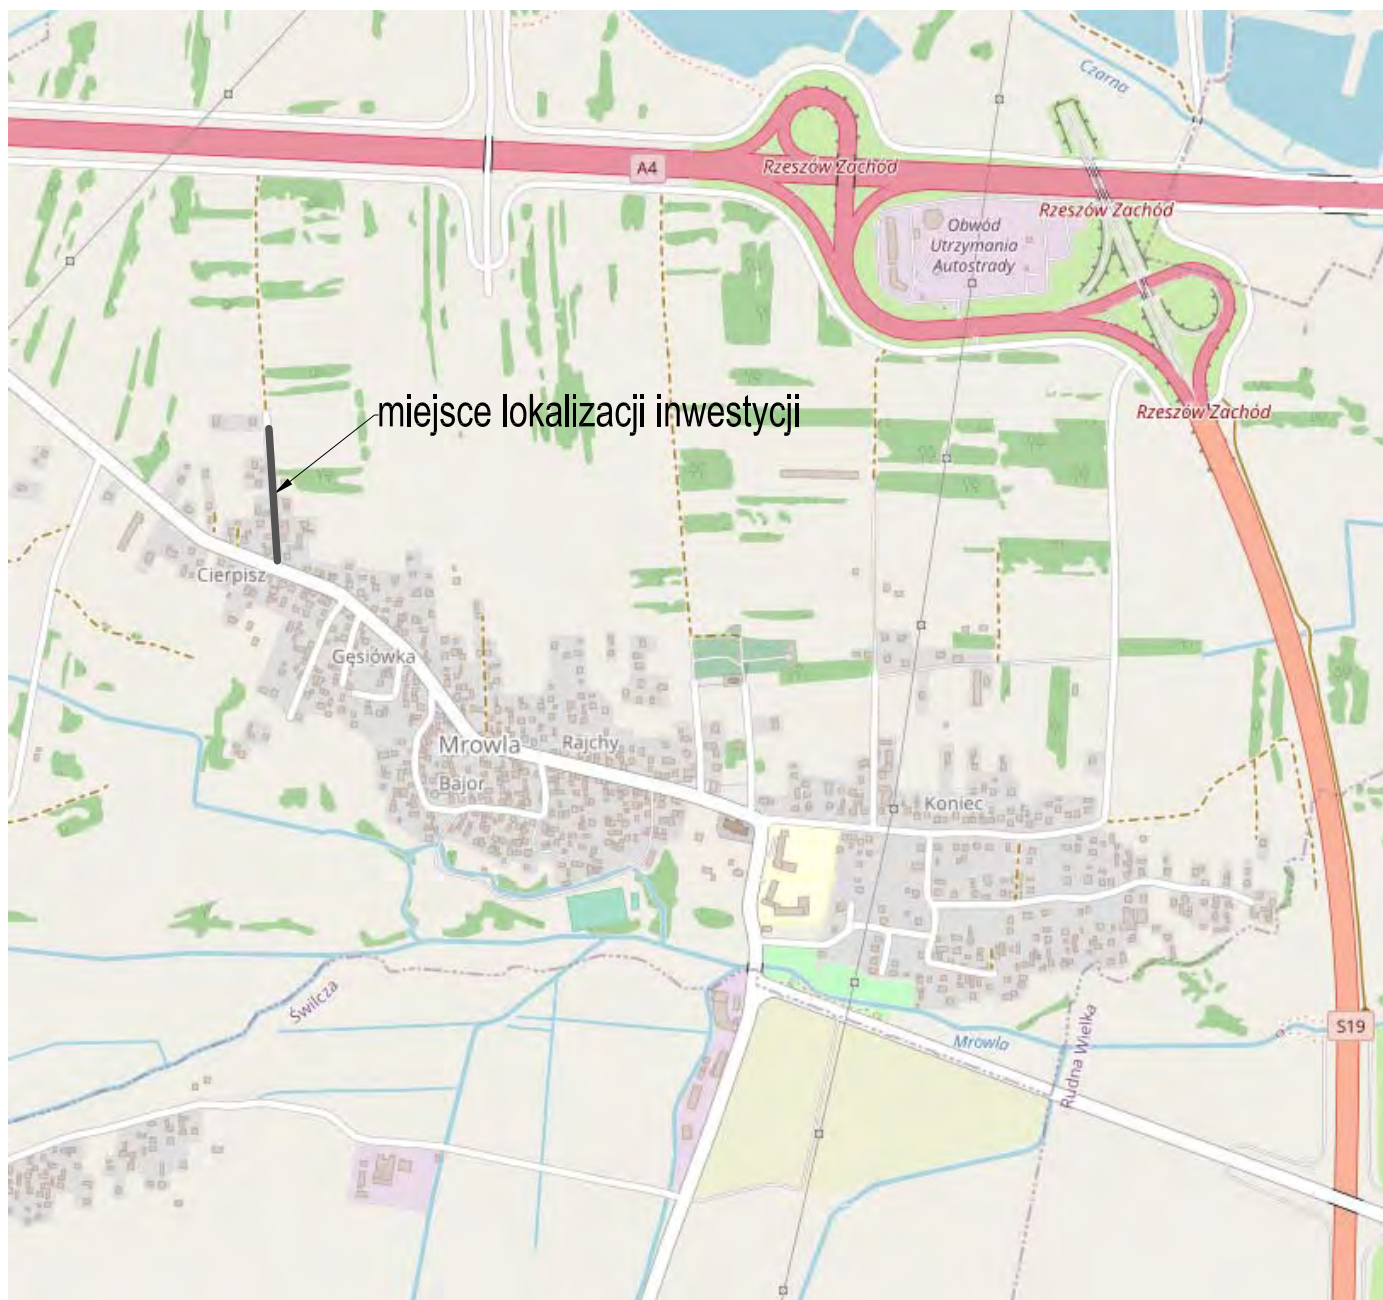 Czarna
A4
Rzeszów Zachód
Rzeszów Zachód
Obwód
Utrzymania
Autostrady
miejsce lokalizacji inwestycji
Rzeszów Zachód
Cierpisz
Gęsiówka
Mrowla
Rajchy
Bajor
Koniec
Świlcza
S19
Mrowla
Rudna Wielka